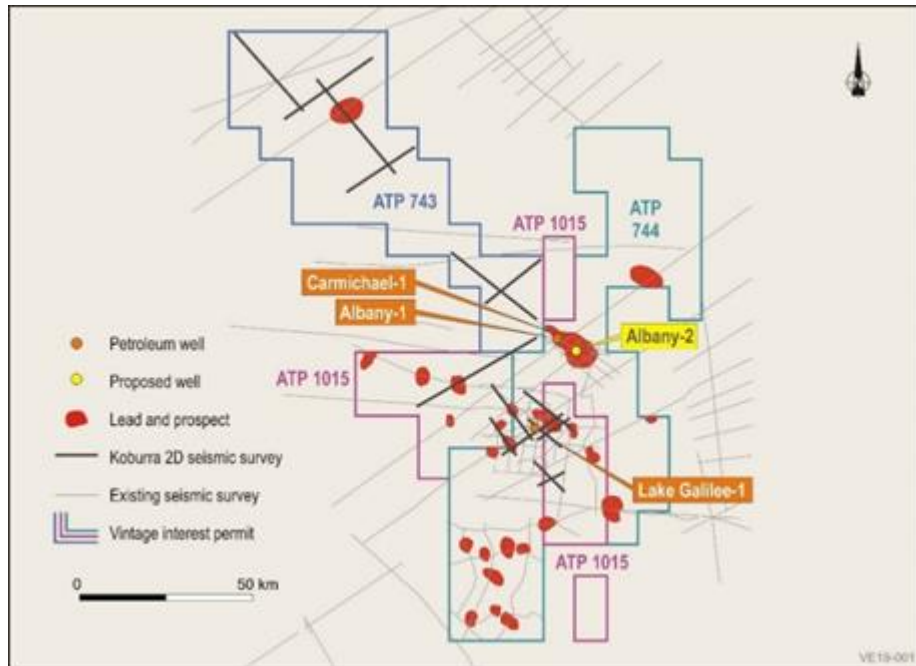 ATP 743
ATP 1015
ATP
744
Carmichael-1
Albany-1
Albany-2
ATP 1015
Lake Galilee-1
ATP 1015
Petroleum well
Proposed well
Lead and prospect
Koburra 2D seismic survey
Existing seismic survey
Vintage interest permit
0
50 km
VE19-001